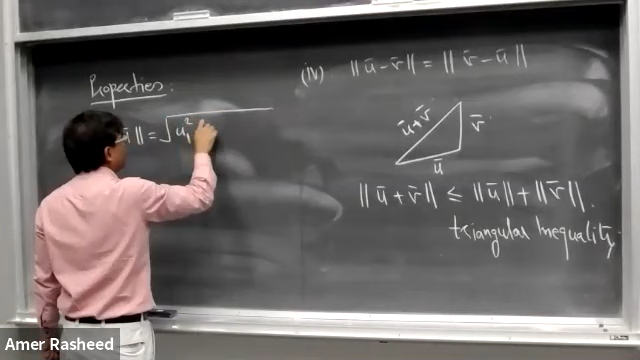 Properties:
ū || = √u₁²
(iv) || ū - v̄ || = || v̄ - ū ||
ū+v̄
v̄
ū
|| ū + v̄ || ≤ || ū || + || v̄ ||.
triangular Inequality
Amer Rasheed